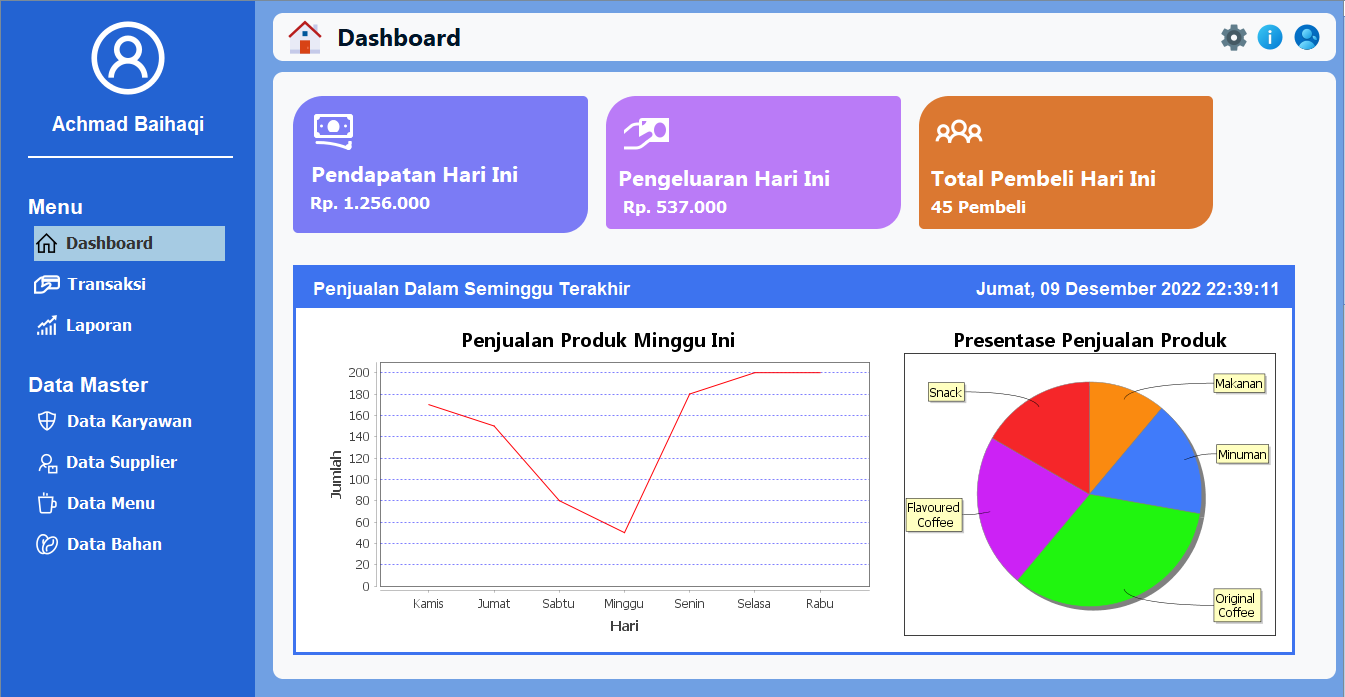 Achmad Baihaqi
Menu
Dashboard
Transaksi
Laporan
Data Master
Data Karyawan
Data Supplier
Data Menu
Data Bahan
Dashboard
Pendapatan Hari Ini
Rp. 1.256.000
Pengeluaran Hari Ini
Rp. 537.000
Total Pembeli Hari Ini
45 Pembeli
Penjualan Dalam Seminggu Terakhir
Jumat, 09 Desember 2022 22:39:11
Penjualan Produk Minggu Ini
Jumlah
200
180
160
140
120
100
80
60
40
20
0
Kamis Jumat Sabtu Minggu Senin Selasa Rabu
Hari
Presentase Penjualan Produk
Snack
Makanan
Minuman
Flavoured
Coffee
Original
Coffee